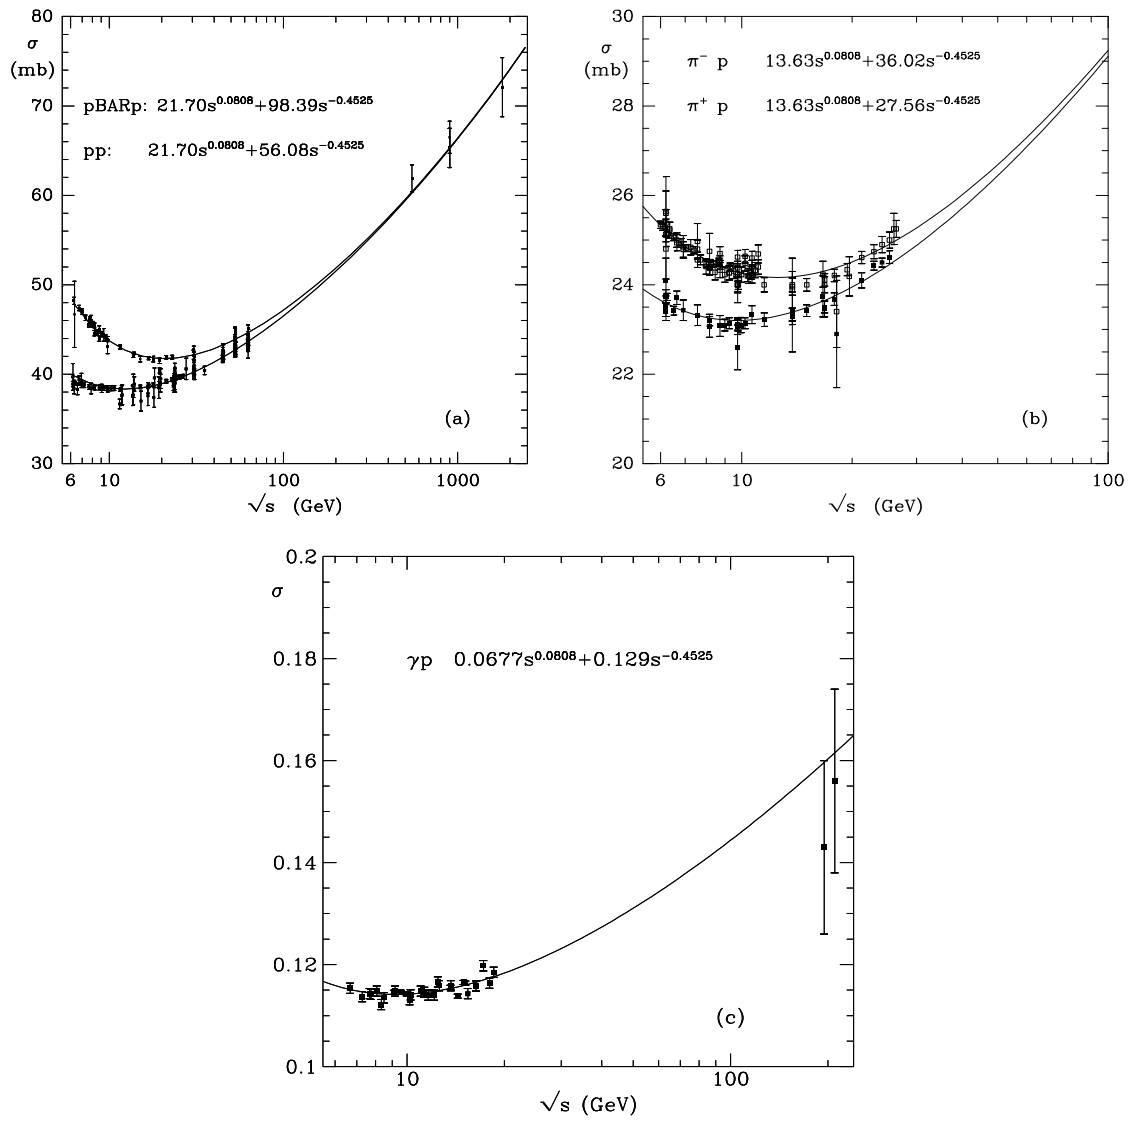 80
σ
(mb)
70
60
50
40
30
pBARp: 21.70s^0.0808+98.39s^−0.4525
pp: 21.70s^0.0808+56.08s^−0.4525
(a)
6 10 100 1000
√s (GeV)
30
σ
(mb)
28
26
24
22
20
π⁻ p 13.63s^0.0808+36.02s^−0.4525
π⁺ p 13.63s^0.0808+27.56s^−0.4525
(b)
6 10 100
√s (GeV)
0.2
σ
0.18
0.16
0.14
0.12
0.1
γp 0.0677s^0.0808+0.129s^−0.4525
(c)
10 100
√s (GeV)